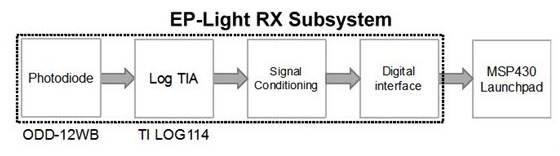 EP-Light RX Subsystem
Photodiode
Log TIA
Signal
Conditioning
Digital
interface
MSP430
Launchpad
ODD-12WB
TI LOG114